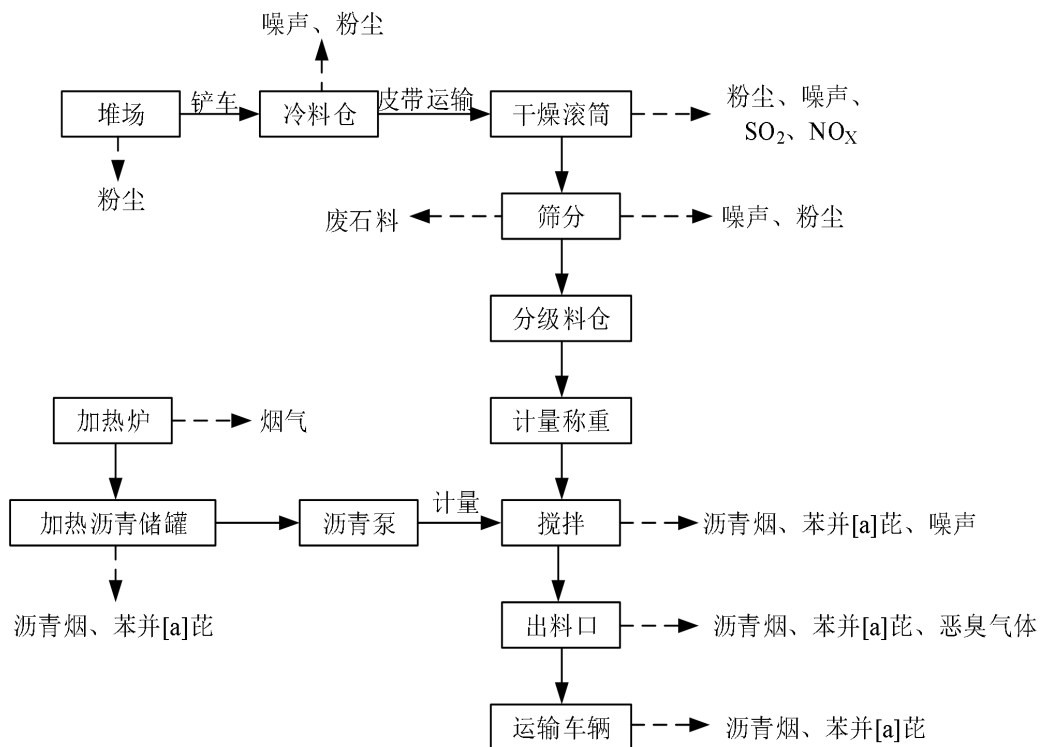 噪声、粉尘
堆场
铲车
冷料仓
皮带运输
干燥滚筒
粉尘、噪声、
SO₂、NOX
粉尘
废石料
筛分
噪声、粉尘
分级料仓
加热炉
烟气
计量称重
加热沥青储罐
沥青泵
计量
搅拌
沥青烟、苯并[a]芘、噪声
沥青烟、苯并[a]芘
出料口
沥青烟、苯并[a]芘、恶臭气体
运输车辆
沥青烟、苯并[a]芘